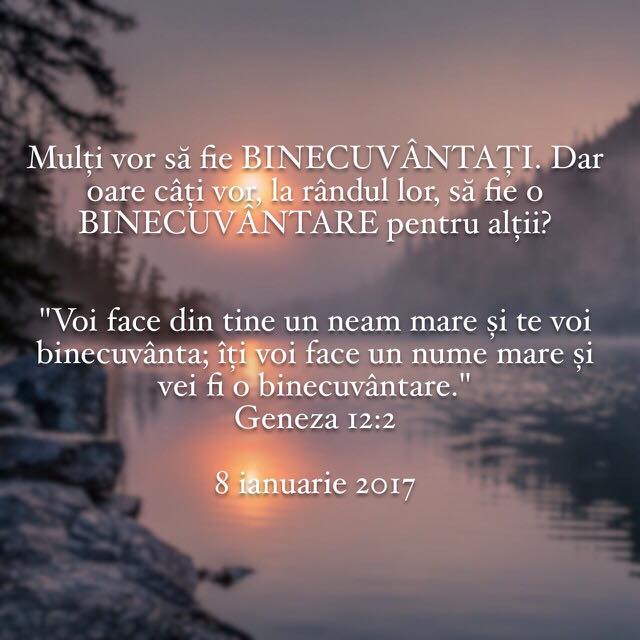 Mulți vor să fie BINECUVÂNTAȚI. Dar
oare câți vor, la rândul lor, să fie o
BINECUVÂNTARE pentru alții?
"Voi face din tine un neam mare și te voi
binecuvânta; îți voi face un nume mare și
vei fi o binecuvântare."
Geneza 12:2
8 ianuarie 2017